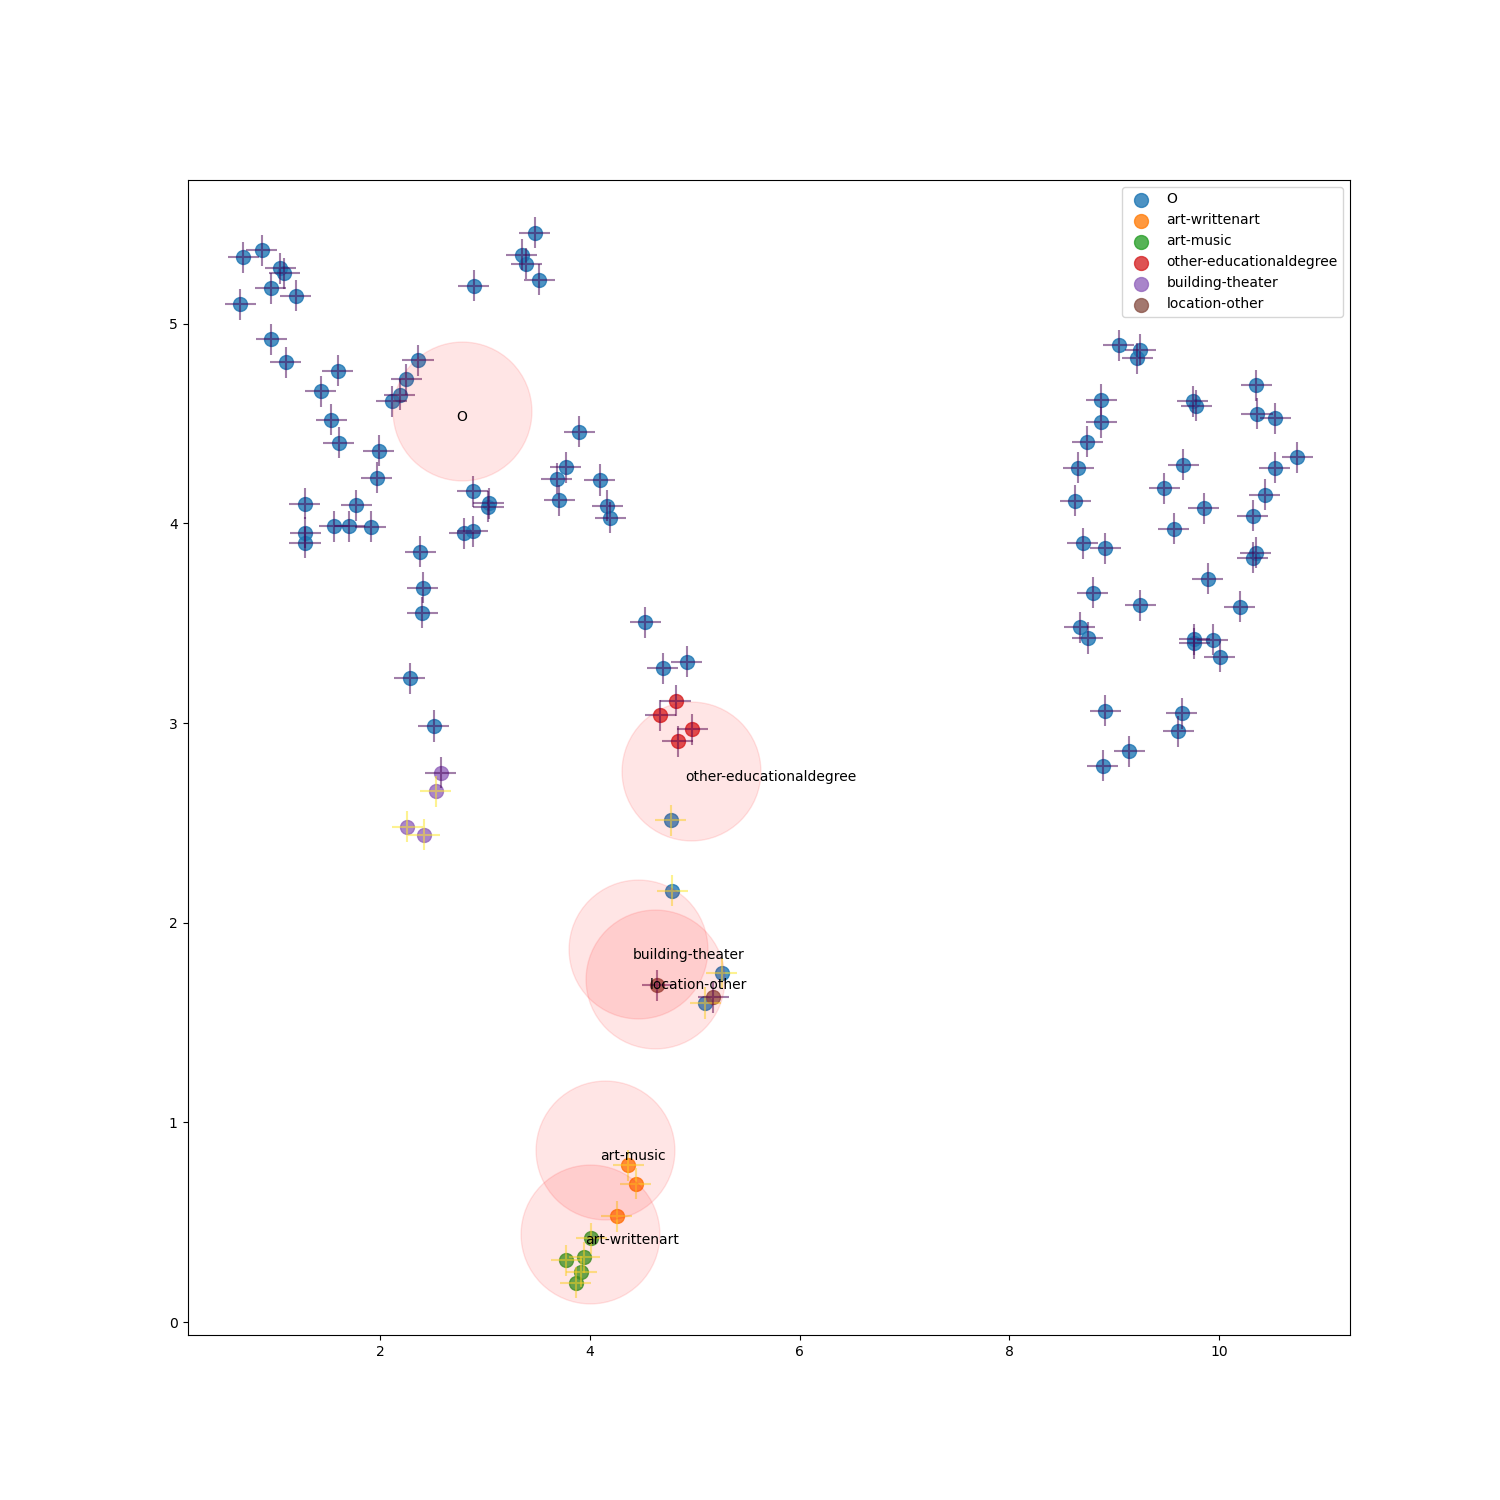 O
art-writtenart
art-music
other-educationaldegree
building-theater
location-other
5
O
4
3
other-educationaldegree
2
building-theater
location-other
1
art-music
art-writtenart
0
2 4 6 8 10